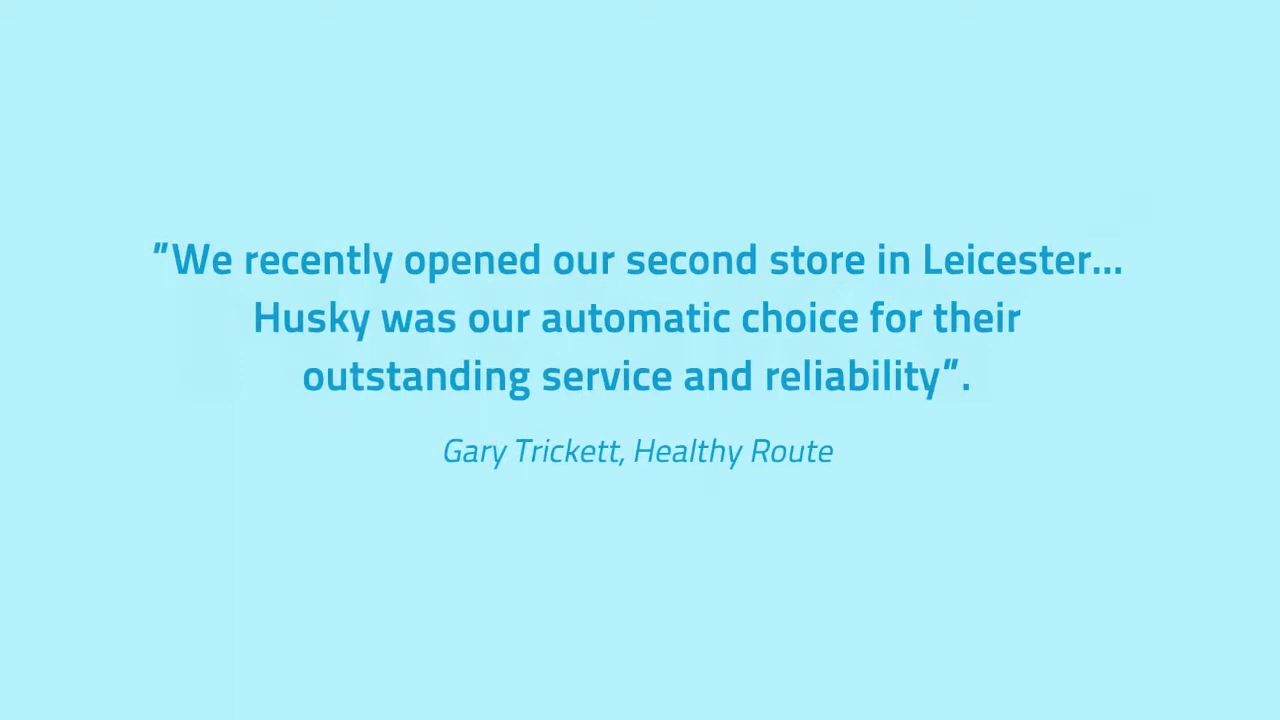 "We recently opened our second store in Leicester...
Husky was our automatic choice for their
outstanding service and reliability".
Gary Trickett, Healthy Route